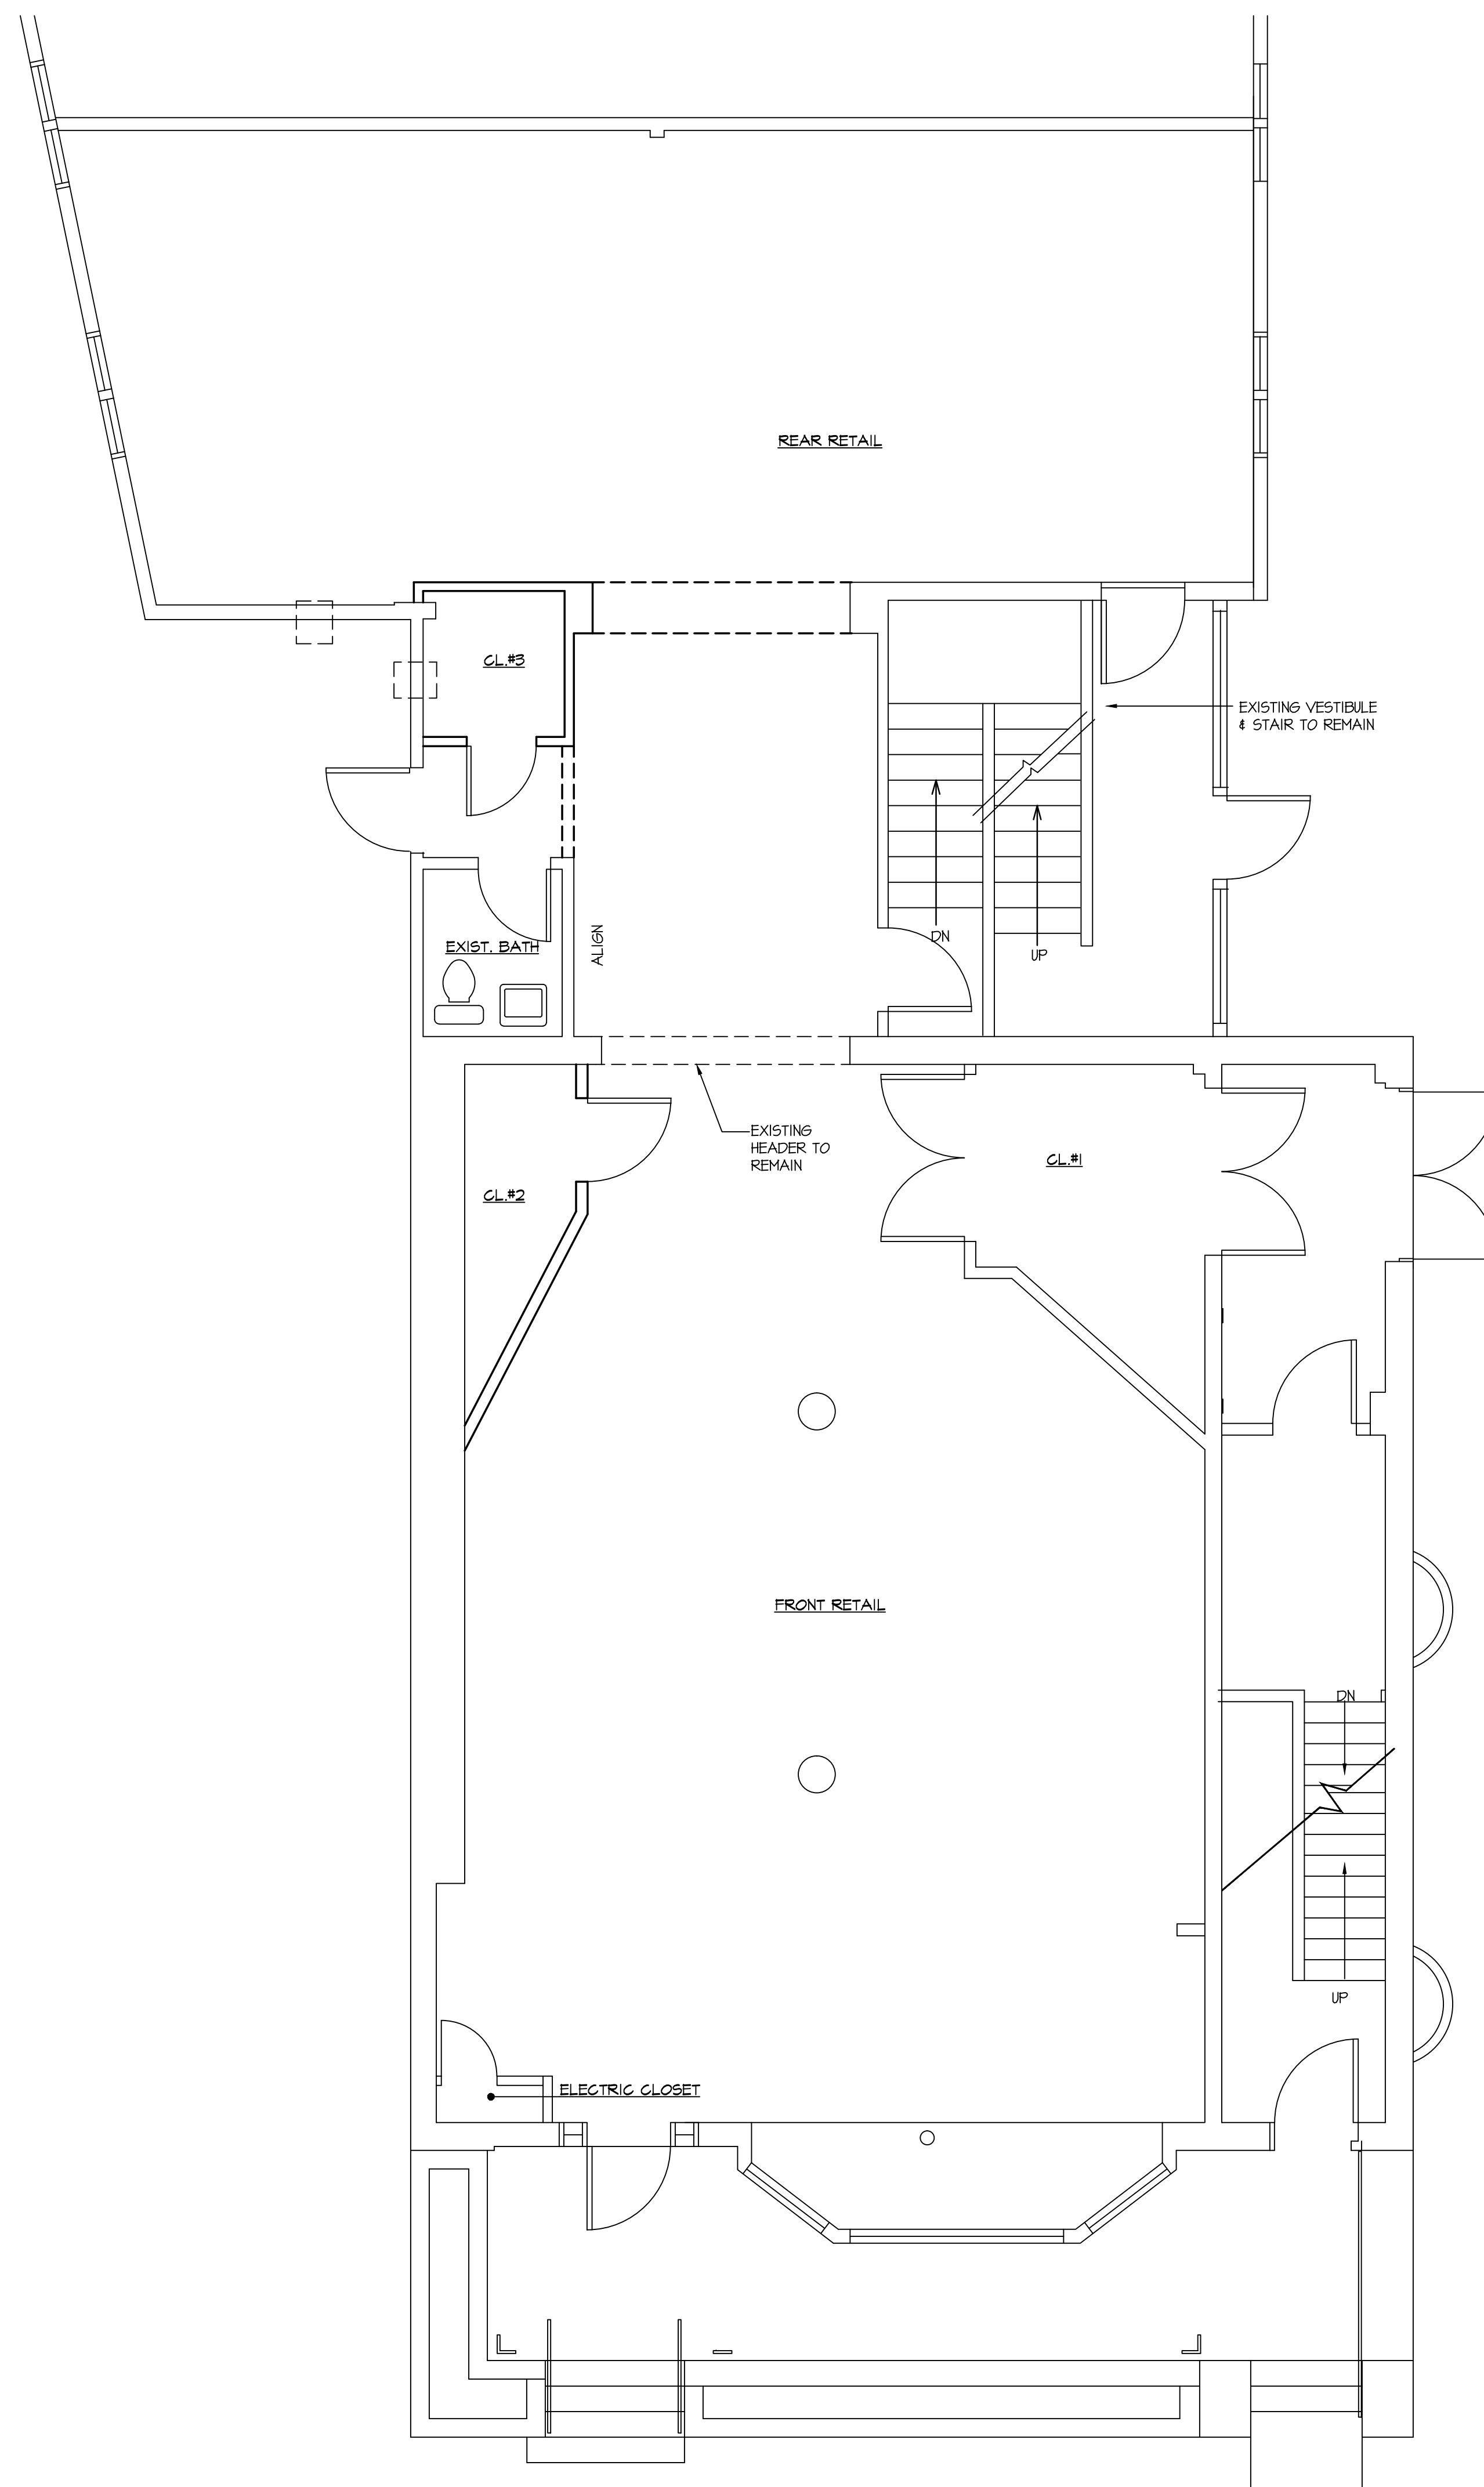 REAR RETAIL
CL.#3
EXISTING VESTIBULE
& STAIR TO REMAIN
ALIGN
DN
EXIST. BATH
UP
EXISTING
HEADER TO
REMAIN
CL.#1
CL.#2
FRONT RETAIL
DN
UP
ELECTRIC CLOSET